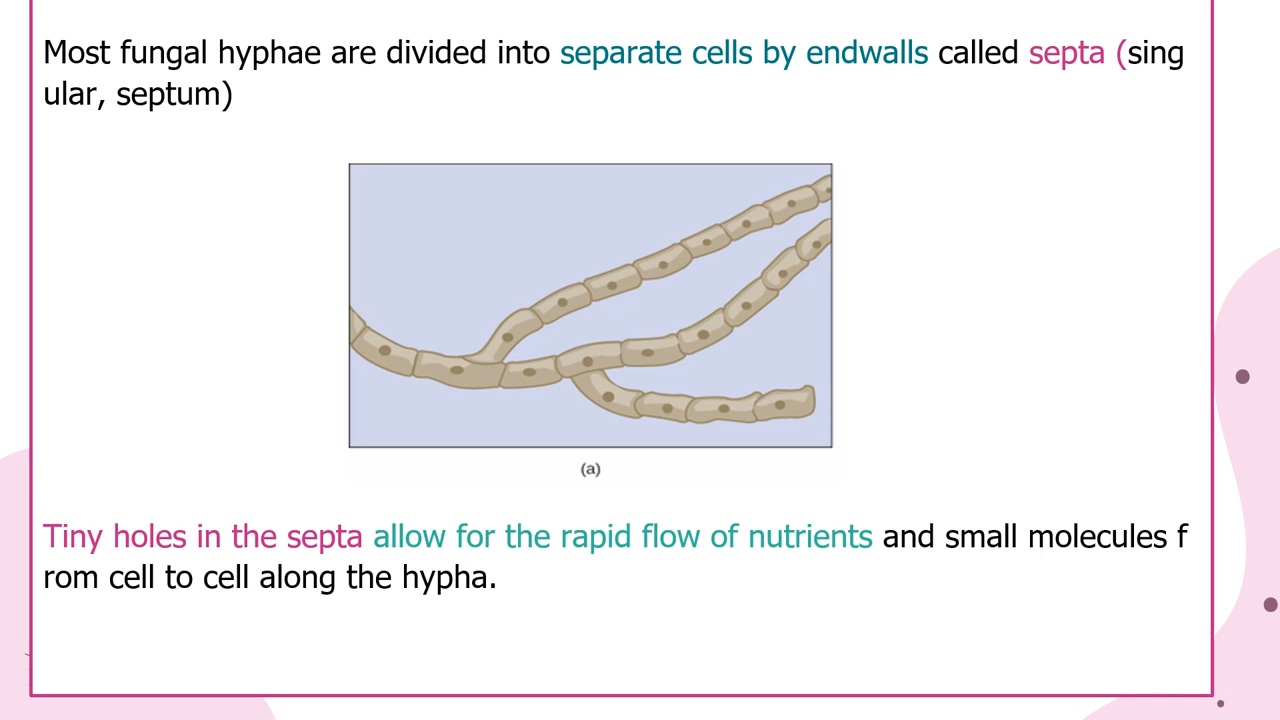 Most fungal hyphae are divided into separate cells by endwalls called septa (sing
ular, septum)
(a)
Tiny holes in the septa allow for the rapid flow of nutrients and small molecules f
rom cell to cell along the hypha.